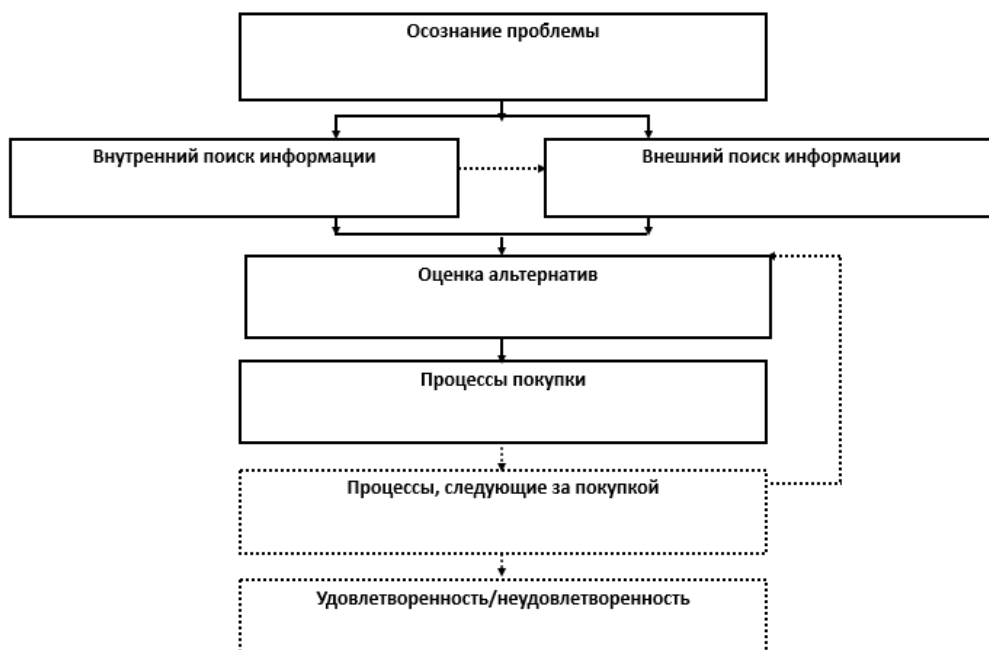 Осознание проблемы
Внутренний поиск информации
Внешний поиск информации
Оценка альтернатив
Процессы покупки
Процессы, следующие за покупкой
Удовлетворенность/неудовлетворенность